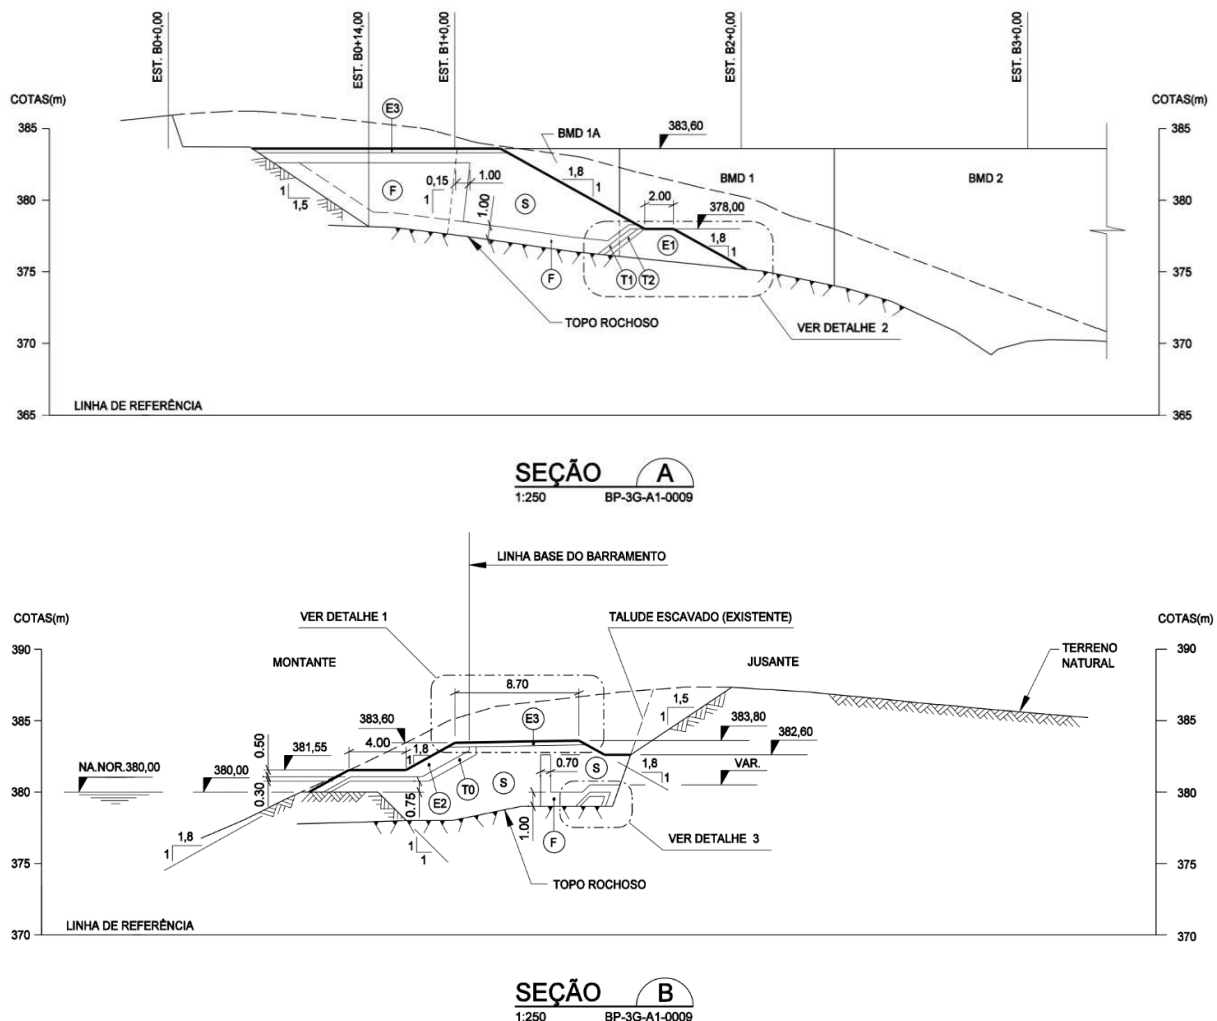 EST. B0+0,00
EST. B0+14,00
EST. B1+0,00
EST. B2+0,00
EST. B3+0,00
COTAS(m)
COTAS(m)
E3
385
383,60
385
BMD 1A
1,8
1
BMD 1
BMD 2
0,15
1
1.00
F
S
380
2.00
380
1
1,5
1.00
378,00
E1
1,8
1
375
F
T1
T2
375
TOPO ROCHOSO
VER DETALHE 2
370
370
LINHA DE REFERÊNCIA
365
365
SEÇÃO A
1:250 BP-3G-A1-0009
LINHA BASE DO BARRAMENTO
COTAS(m)
VER DETALHE 1
TALUDE ESCAVADO (EXISTENTE)
COTAS(m)
390
MONTANTE
JUSANTE
TERRENO
NATURAL
390
8.70
1,5
1
385
383,60
E3
383,80
385
0.50
381,55
4.00
1,8
1
382,60
NA.NOR.380,00
380,00
0.70
S
S
1,8
1
VAR.
380
0.30
0.75
E2
T0
380
1.00
F
VER DETALHE 3
1,8
1
1
1
375
375
TOPO ROCHOSO
LINHA DE REFERÊNCIA
370
370
SEÇÃO B
1:250 BP-3G-A1-0009